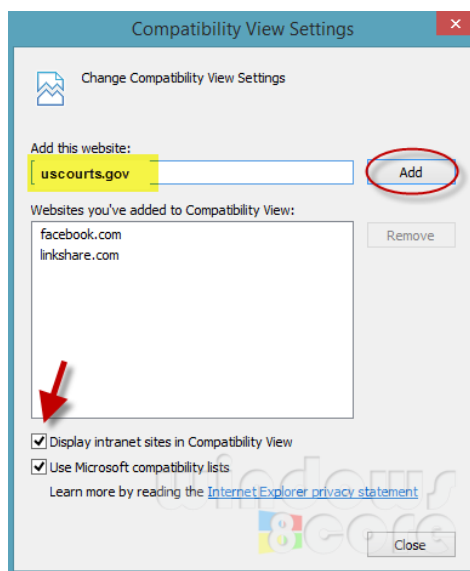 Compatibility View Settings
Change Compatibility View Settings
Add this website:
uscourts.gov
Add
Websites you've added to Compatibility View:
facebook.com
linkshare.com
Remove
Display intranet sites in Compatibility View
Use Microsoft compatibility lists
Learn more by reading the Internet Explorer privacy statement
windows
8core
Close